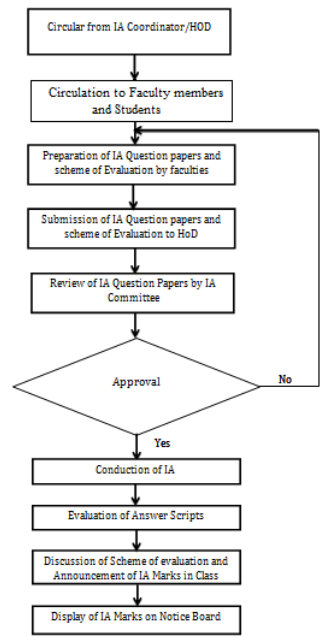 Circular from IA Coordinator/HOD
Circulation to Faculty members
and Students
Preparation of IA Question papers and
scheme of Evaluation by faculties
Submission of IA Question papers and
scheme of Evaluation to HoD
Review of IA Question Papers by IA
Committee
Approval
No
Yes
Conduction of IA
Evaluation of Answer Scripts
Discussion of Scheme of evaluation and
Announcement of IA Marks in Class
Display of IA Marks on Notice Board